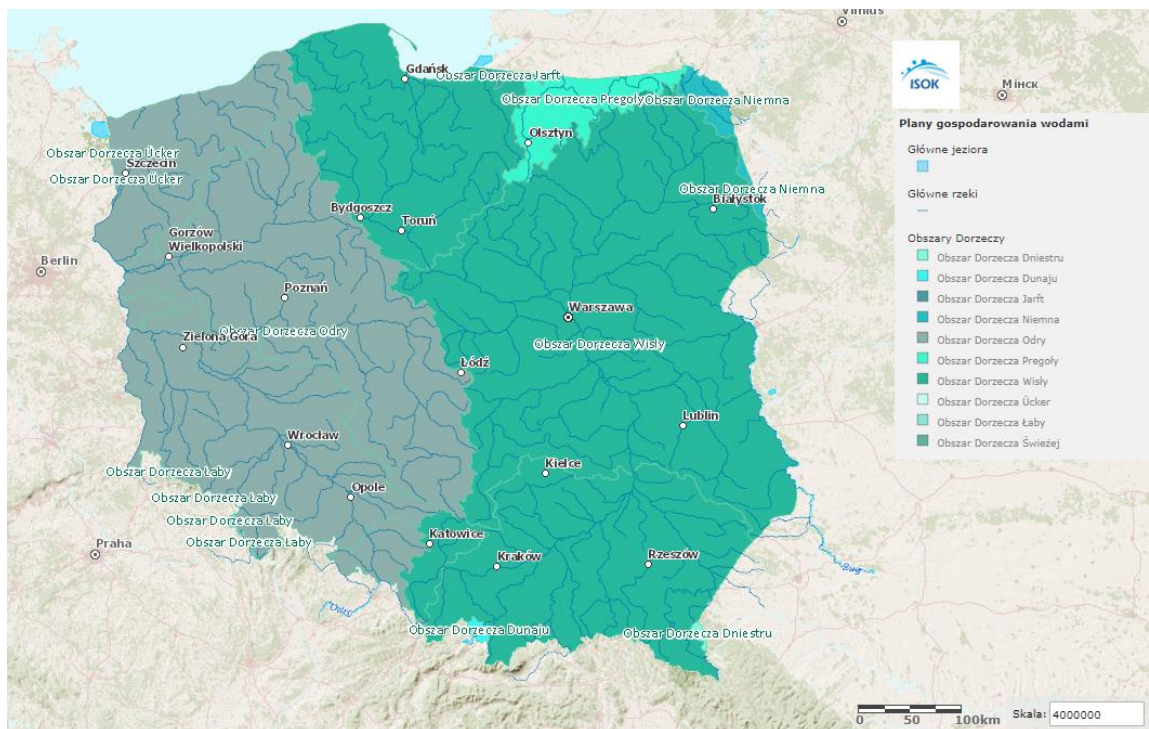 Vilnius
Gdańsk
Obszar Dorzecza Jarft
ISOK
Мінск
Obszar Dorzecza Pregoły
Obszar Dorzecza Niemna
Plany gospodarowania wodami
Olsztyn
Główne jeziora
Obszar Dorzecza Ücker
Szczecin
Obszar Dorzecza Ücker
Obszar Dorzecza Niemna
Białystok
Główne rzeki
Bydgoszcz
Toruń
Gorzów
Wielkopolski
Obszary Dorzeczy
Obszar Dorzecza Dniestru
Obszar Dorzecza Dunaju
Obszar Dorzecza Jarft
Obszar Dorzecza Niemna
Obszar Dorzecza Odry
Obszar Dorzecza Pregoły
Obszar Dorzecza Wisły
Obszar Dorzecza Ücker
Obszar Dorzecza Łaby
Obszar Dorzecza Świeżej
Berlin
Poznań
Warszawa
Obszar Dorzecza Odry
Zielona Góra
Obszar Dorzecza Wisły
Łódź
Lublin
Wrocław
Kielce
Obszar Dorzecza Łaby
Opole
Obszar Dorzecza Łaby
Obszar Dorzecza Łaby
Obszar Dorzecza Łaby
Praha
Katowice
Kraków
Rzeszów
Bug
Odra
Obszar Dorzecza Dunaju
Obszar Dorzecza Dniestru
0 50 100km
Skala: 4000000